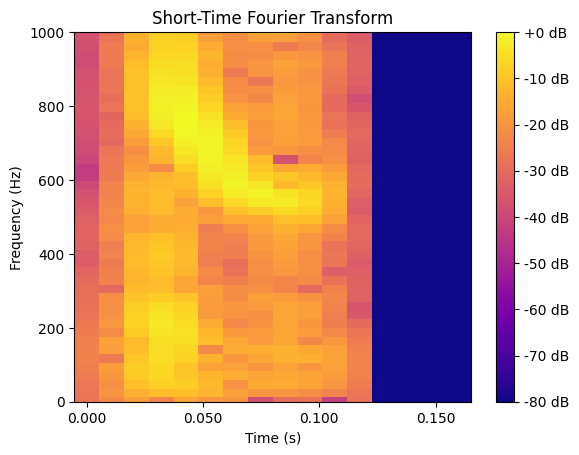 Short-Time Fourier Transform
Frequency (Hz)
1000
800
600
400
200
0
0.000
0.050
0.100
0.150
Time (s)
+0 dB
-10 dB
-20 dB
-30 dB
-40 dB
-50 dB
-60 dB
-70 dB
-80 dB